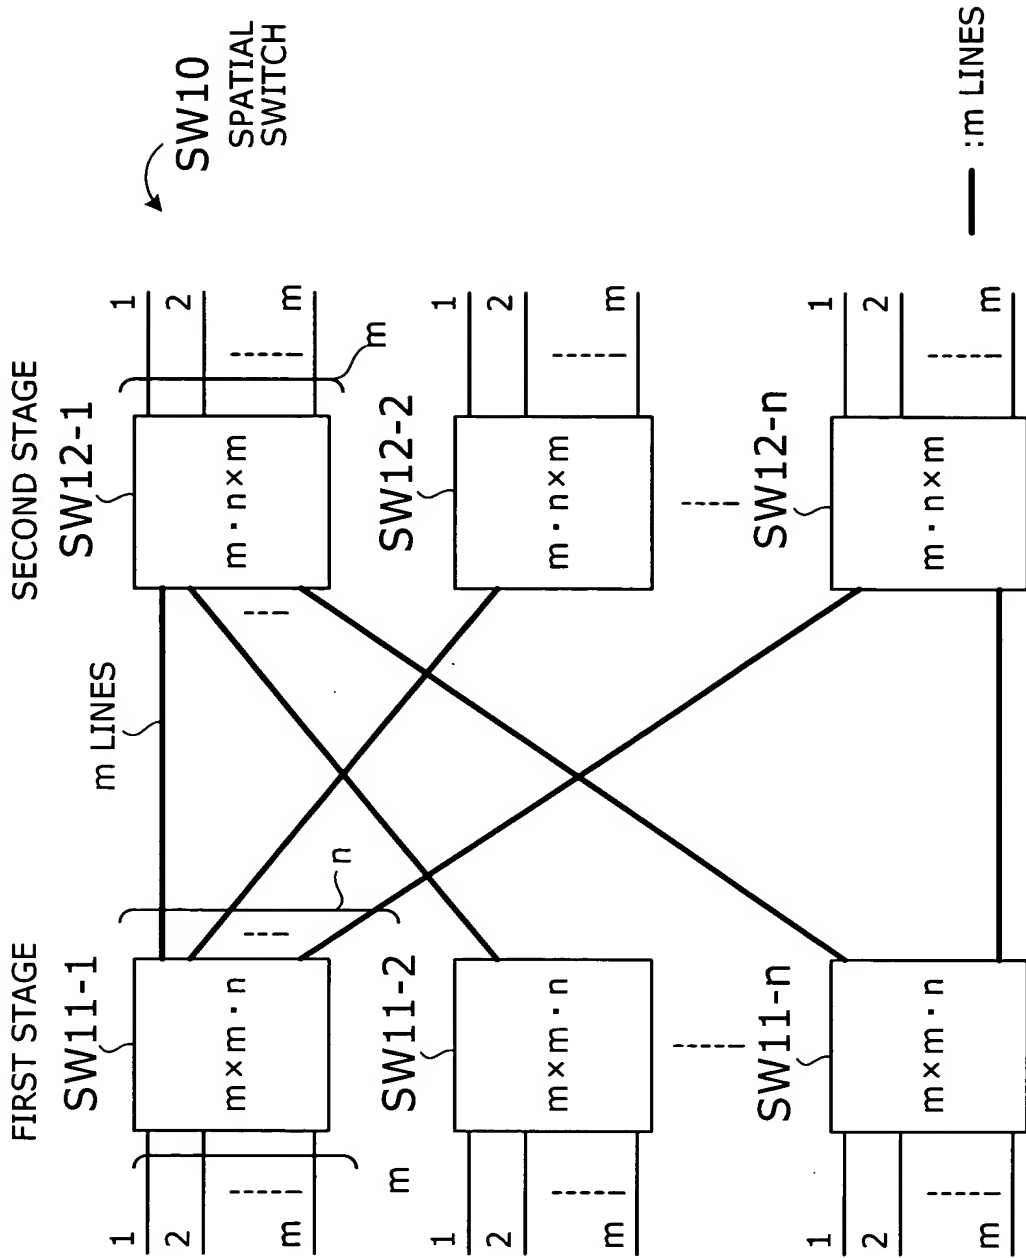 FIRST STAGE
SECOND STAGE
SW10
SPATIAL
SWITCH
SW11-1
m LINES
SW12-1
1
2
m
m
m×m・n
n
m・n×m
m
1
2
m
SW11-2
SW12-2
1
2
m
m×m・n
m・n×m
1
2
m
SW11-n
SW12-n
1
2
m
m×m・n
m・n×m
1
2
m
:m LINES